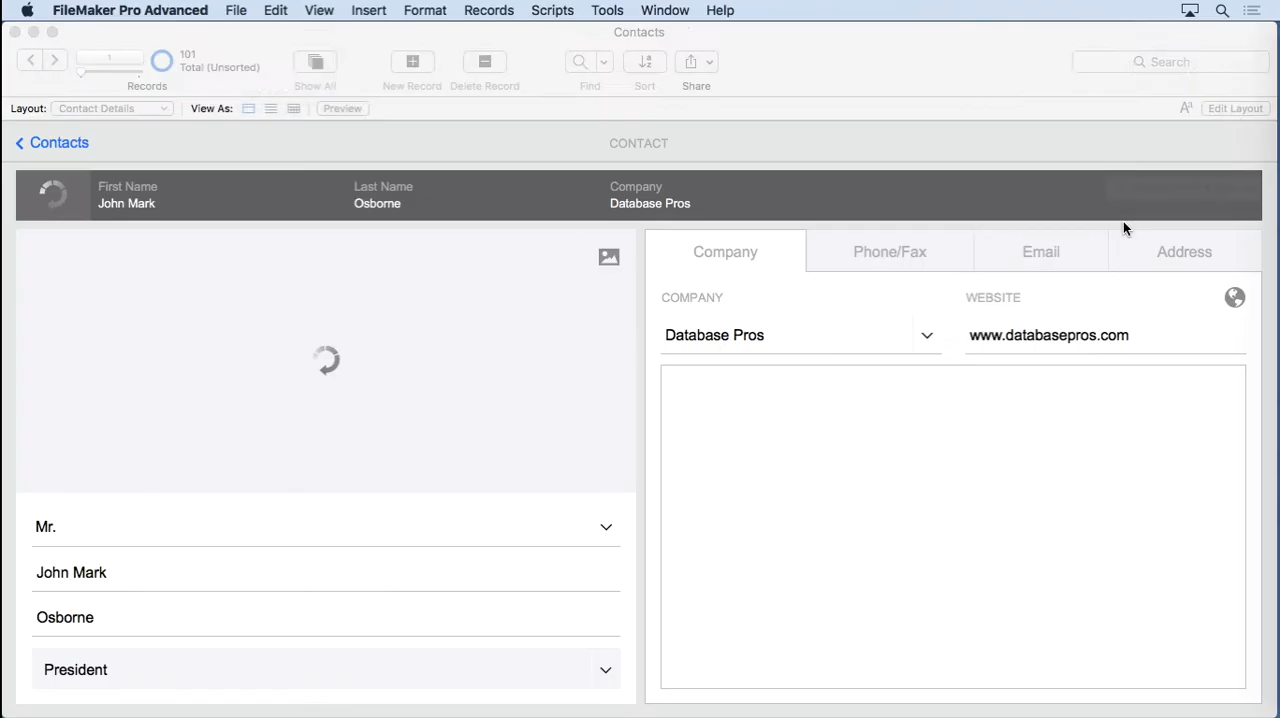 FileMaker Pro Advanced File Edit View Insert Format Records Scripts Tools Window Help
Contacts
1
101
Total (Unsorted)
Records
Show All
New Record
Delete Record
Find
Sort
Share
Search
Layout: Contact Details View As: Preview
Aª Edit Layout
Contacts
CONTACT
First Name
John Mark
Last Name
Osborne
Company
Database Pros
Company
Phone/Fax
Email
Address
COMPANY
WEBSITE
Database Pros
www.databasepros.com
Mr.
John Mark
Osborne
President